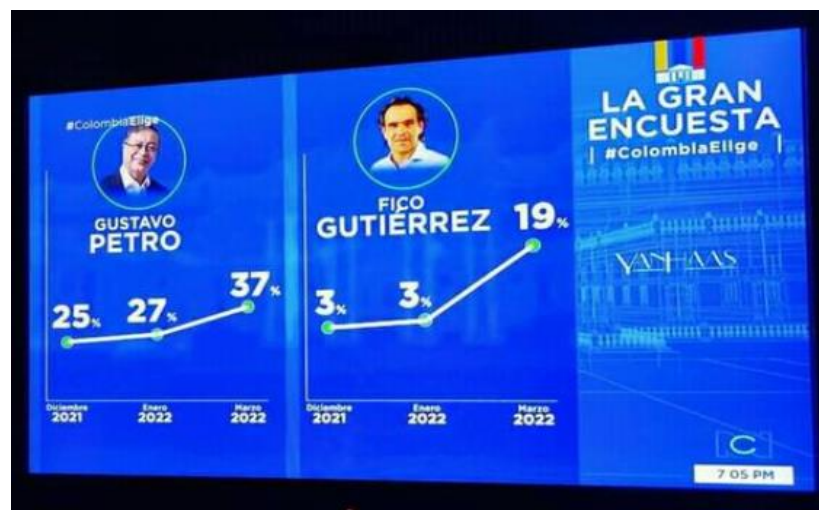 #ColombiaElige
GUSTAVO
PETRO
25%
27%
37%
Diciembre
2021
Enero
2022
Marzo
2022
FICO
GUTIÉRREZ
3%
3%
19%
Diciembre
2021
Enero
2022
Marzo
2022
LA GRAN
ENCUESTA
#ColombiaElige
YANHAAS
C
7 05 PM